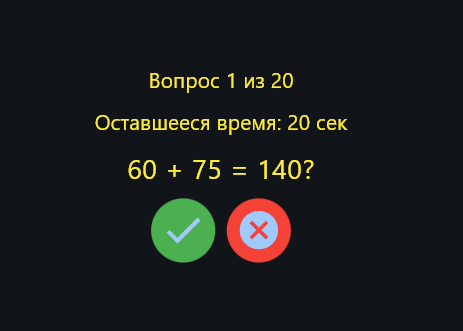 Вопрос 1 из 20
Оставшееся время: 20 сек
60 + 75 = 140?